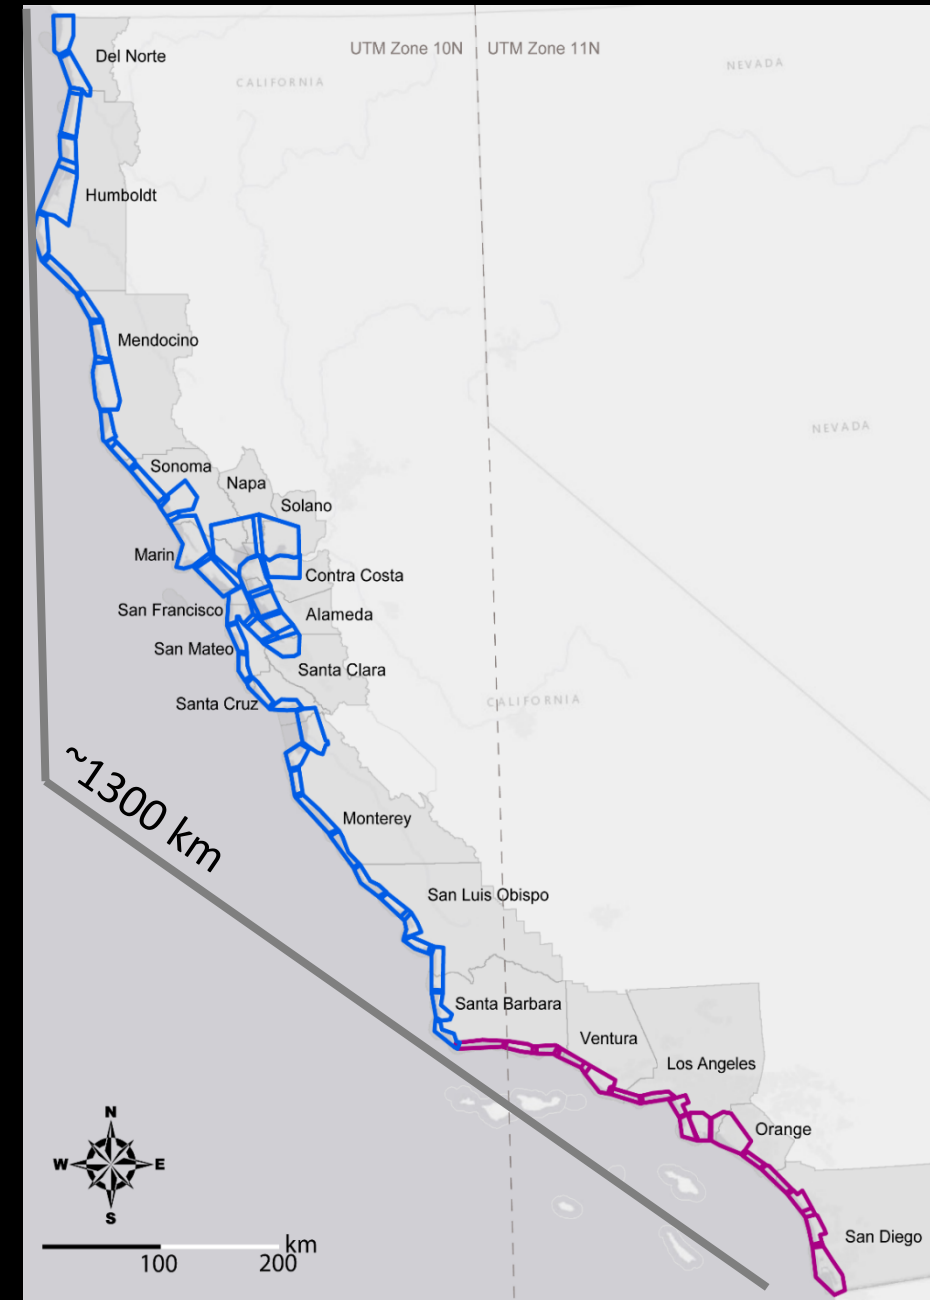 UTM Zone 10N
UTM Zone 11N
Del Norte
NEVADA
CALIFORNIA
Humboldt
Mendocino
NEVADA
Sonoma
Napa
Solano
Marin
Contra Costa
San Francisco
Alameda
San Mateo
Santa Clara
Santa Cruz
CALIFORNIA
~1300 km
Monterey
San Luis Obispo
Santa Barbara
Ventura
Los Angeles
Orange
N
W
E
S
San Diego
km
100
200